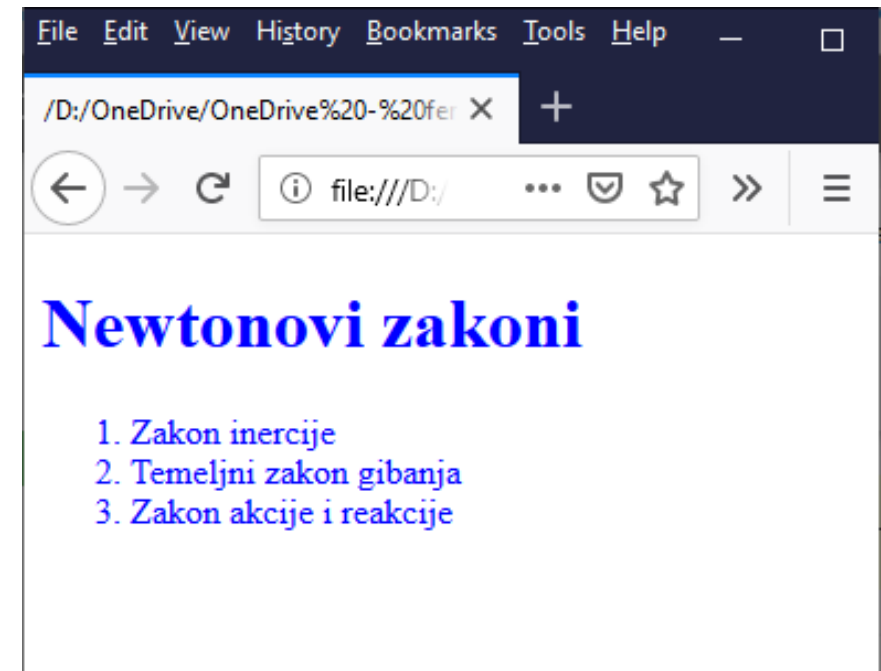 File Edit View History Bookmarks Tools Help
/D:/OneDrive/OneDrive%20-%20fer
file:///D:/
Newtonovi zakoni
1. Zakon inercije
2. Temeljni zakon gibanja
3. Zakon akcije i reakcije